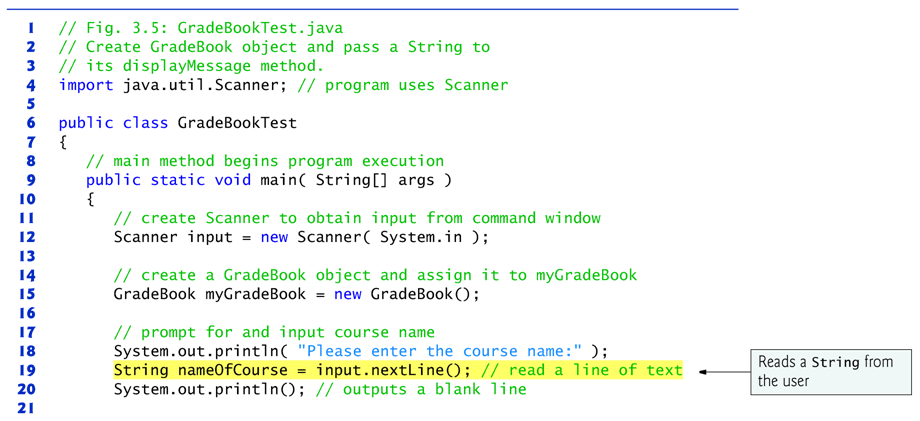 1 // Fig. 3.5: GradeBookTest.java
2 // Create GradeBook object and pass a String to
3 // its displayMessage method.
4 import java.util.Scanner; // program uses Scanner
5
6 public class GradeBookTest
7 {
8 // main method begins program execution
9 public static void main( String[] args )
10 {
11 // create Scanner to obtain input from command window
12 Scanner input = new Scanner( System.in );
13
14 // create a GradeBook object and assign it to myGradeBook
15 GradeBook myGradeBook = new GradeBook();
16
17 // prompt for and input course name
18 System.out.println( "Please enter the course name:" );
19 String nameOfCourse = input.nextLine(); // read a line of text
20 System.out.println(); // outputs a blank line
21
Reads a String from
the user